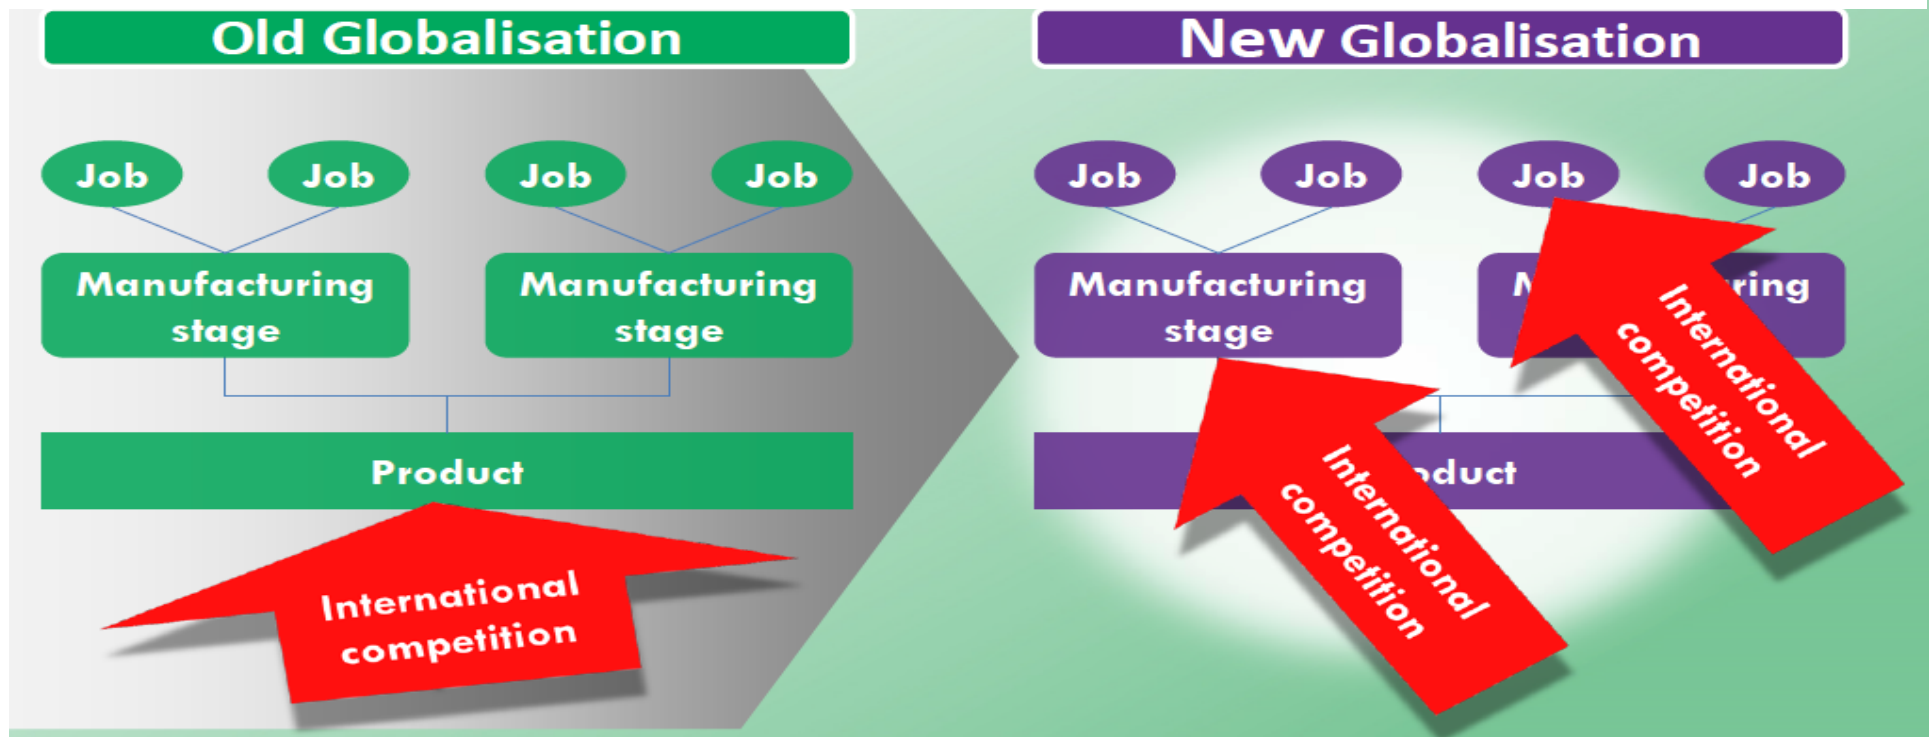 Old Globalisation
New Globalisation
Job
Job
Job
Job
Manufacturing
stage
Manufacturing
stage
Product
International
competition
Job
Job
Job
Job
Manufacturing
stage
International
competition
International
competition